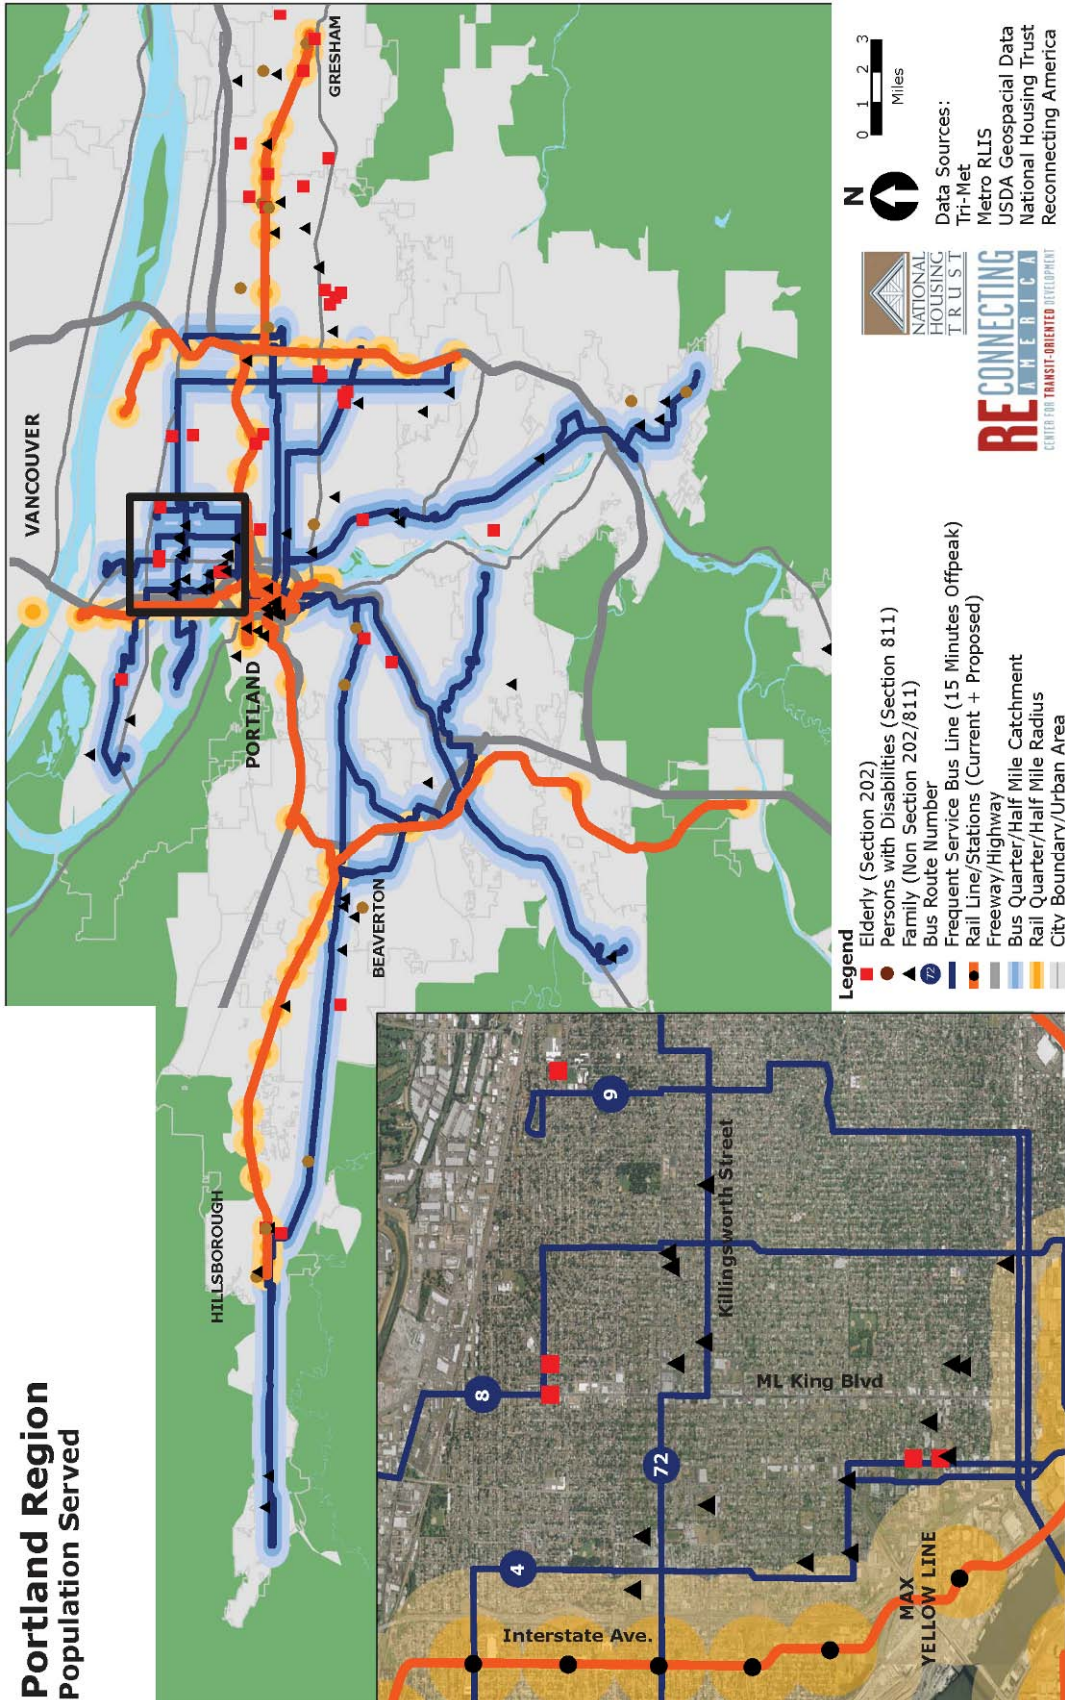 Portland Region
Population Served
VANCOUVER
PORTLAND
GRESHAM
BEAVERTON
HILLSBOROUGH
8
9
4
72
Killingsworth Street
ML King Blvd
Interstate Ave.
MAX
YELLOW LINE
Legend
Elderly (Section 202)
Persons with Disabilities (Section 811)
Family (Non Section 202/811)
72 Bus Route Number
Frequent Service Bus Line (15 Minutes Offpeak)
Rail Line/Stations (Current + Proposed)
Freeway/Highway
Bus Quarter/Half Mile Catchment
Rail Quarter/Half Mile Radius
City Boundary/Urban Area
NATIONAL
HOUSING
TRUST
RECONNECTING
AMERICA
CENTER FOR TRANSIT-ORIENTED DEVELOPMENT
N
0 1 2 3
Miles
Data Sources:
Tri-Met
Metro RLIS
USDA Geospacial Data
National Housing Trust
Reconnecting America